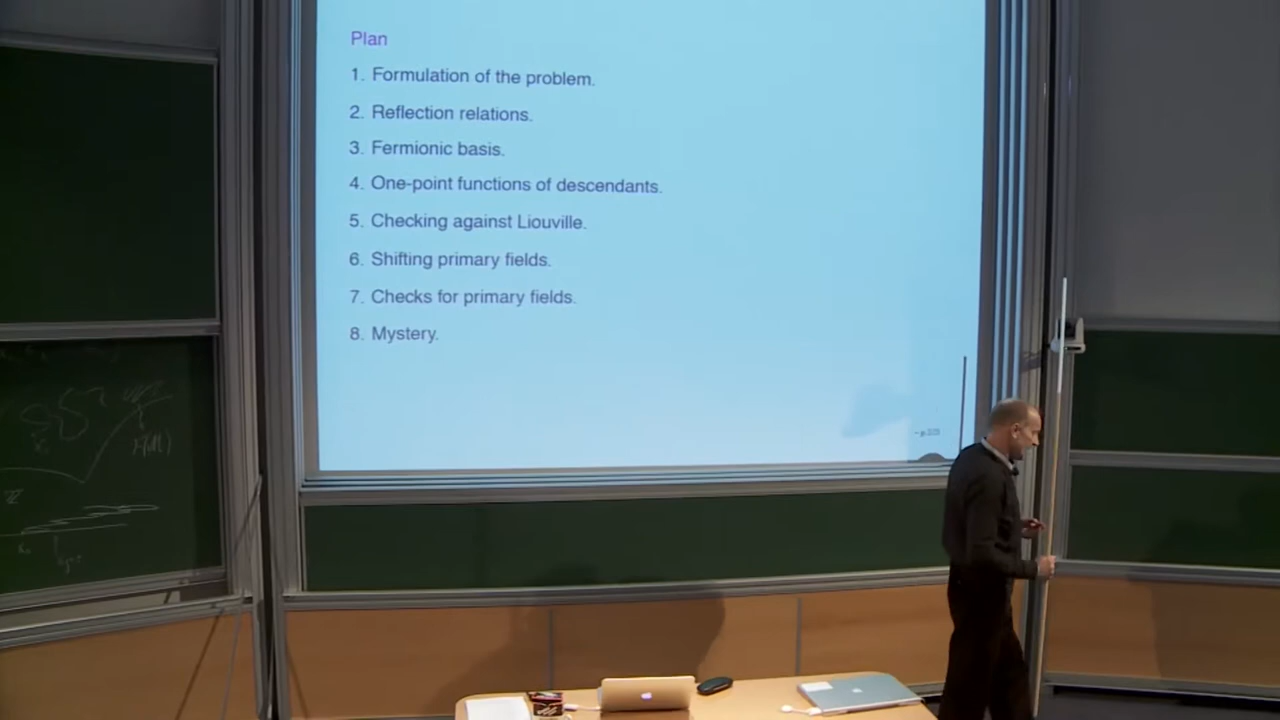 Plan
1. Formulation of the problem.
2. Reflection relations.
3. Fermionic basis.
4. One-point functions of descendants.
5. Checking against Liouville.
6. Shifting primary fields.
7. Checks for primary fields.
8. Mystery.